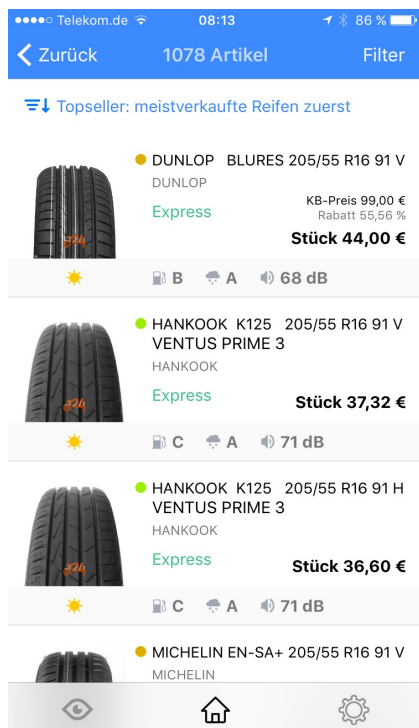 Telekom.de 08:13 86 %
Zurück 1078 Artikel Filter
Topseller: meistverkaufte Reifen zuerst
DUNLOP BLURES 205/55 R16 91 V
DUNLOP
KB-Preis 99,00 €
Express
Rabatt 55,56 %
Stück 44,00 €
B A 68 dB
HANKOOK K125 205/55 R16 91 V
VENTUS PRIME 3
HANKOOK
Express
Stück 37,32 €
C A 71 dB
HANKOOK K125 205/55 R16 91 H
VENTUS PRIME 3
HANKOOK
Express
Stück 36,60 €
C A 71 dB
MICHELIN EN-SA+ 205/55 R16 91 V
MICHELIN